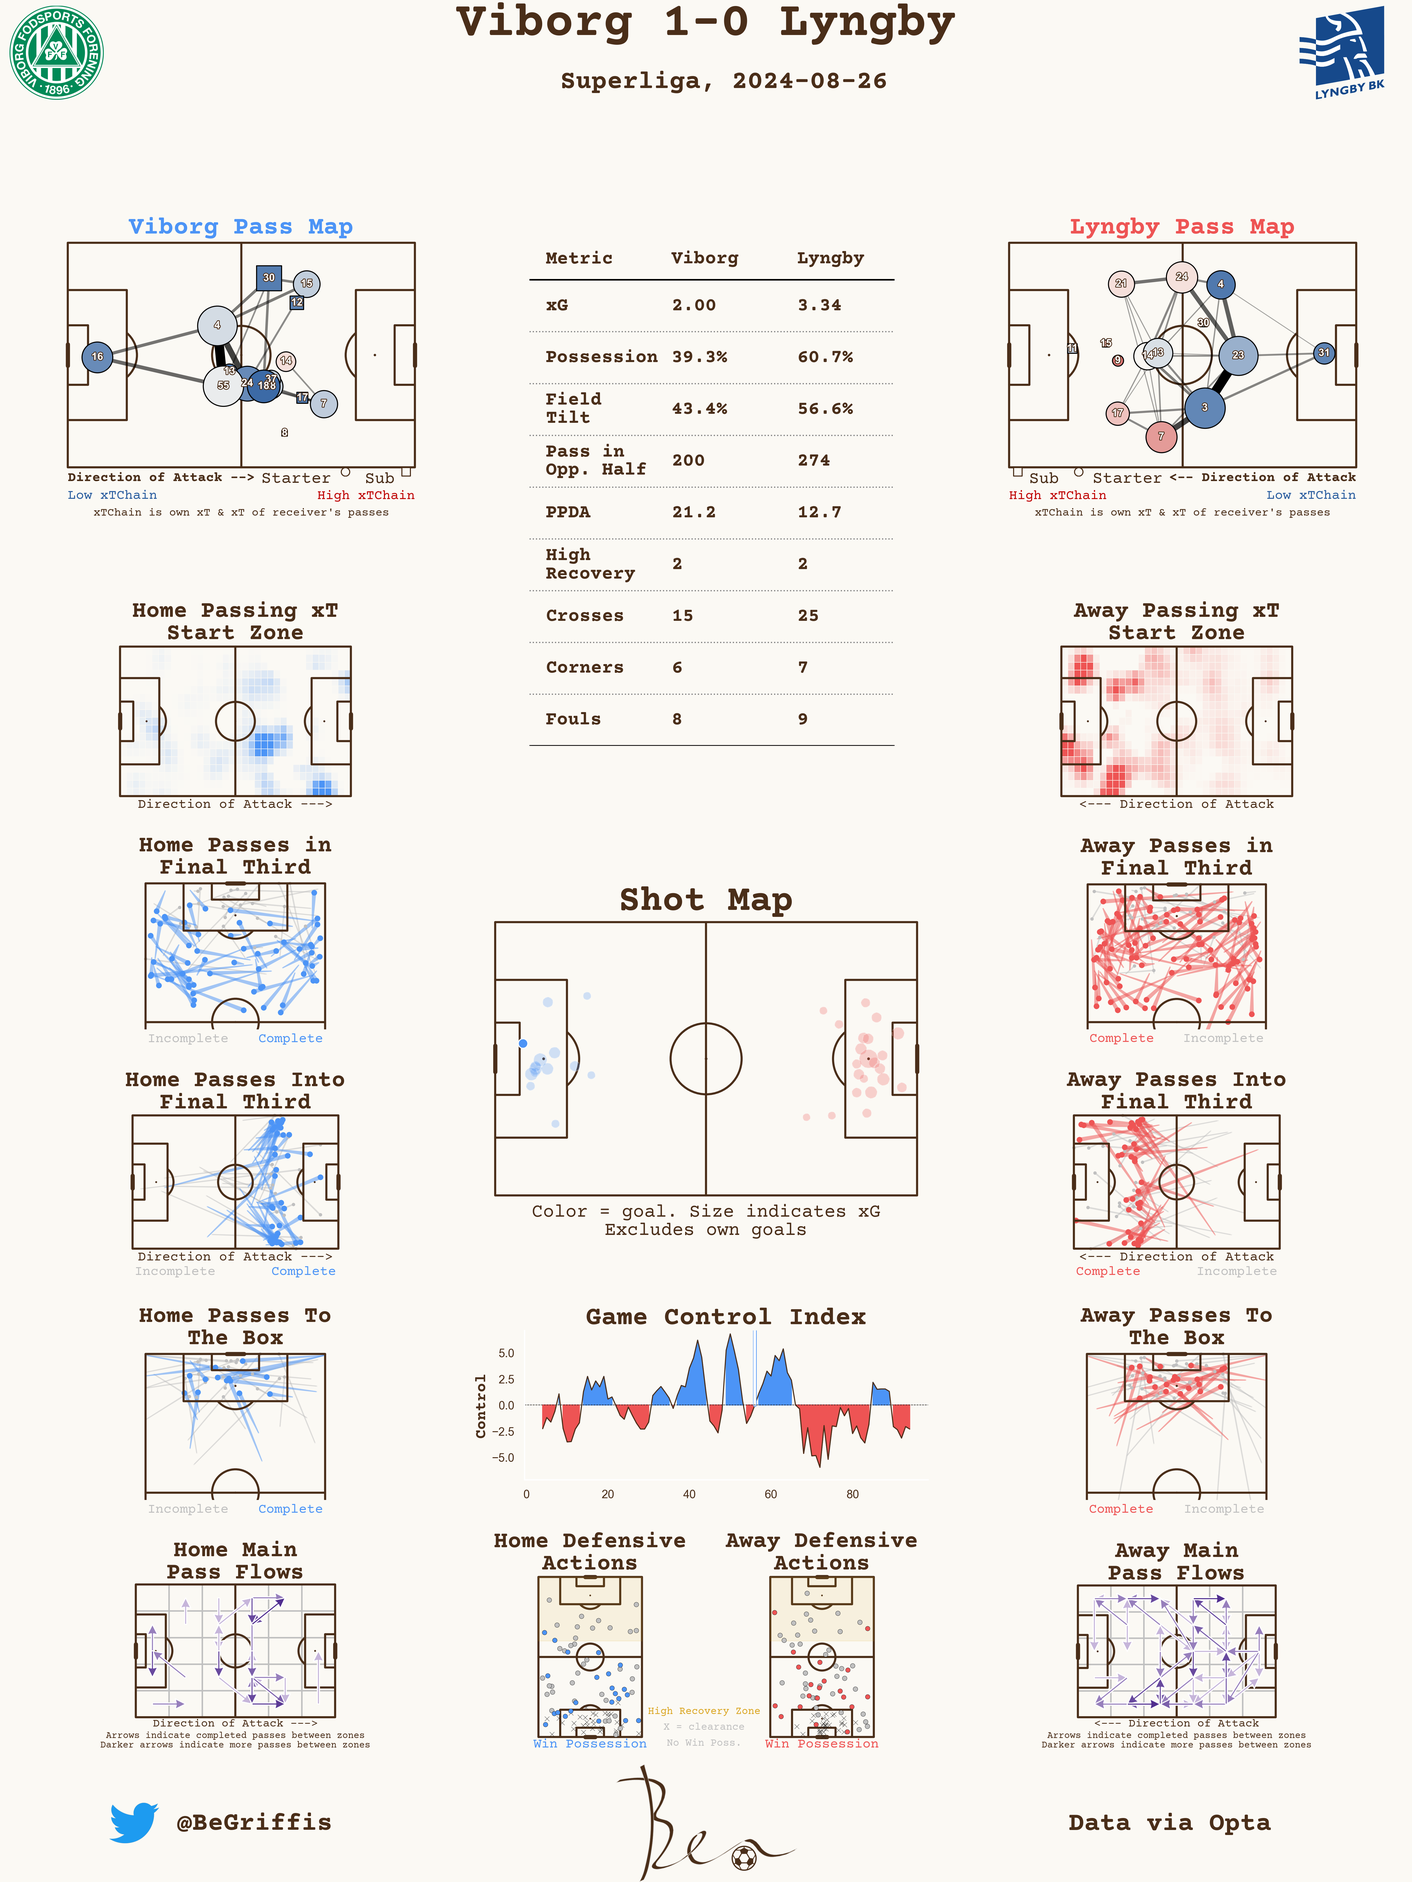 Viborg 1-0 Lyngby
Superliga, 2024-08-26
VIBORG FODSPORTS FORENING
· 1896 ·
LYNGBY BK
Viborg Pass Map
30
15
12
4
16
14
13
55
24
37
188
17
7
8
Direction of Attack --> Starter Sub
Low xTChain High xTChain
xTChain is own xT & xT of receiver's passes
Metric Viborg Lyngby
xG 2.00 3.34
Possession 39.3% 60.7%
Field
Tilt 43.4% 56.6%
Pass in
Opp. Half 200 274
PPDA 21.2 12.7
High
Recovery 2 2
Crosses 15 25
Corners 6 7
Fouls 8 9
Lyngby Pass Map
21
24
4
30
15
11
9
14
13
23
31
17
3
7
Sub Starter <-- Direction of Attack
High xTChain Low xTChain
xTChain is own xT & xT of receiver's passes
Home Passing xT
Start Zone
Direction of Attack --->
Away Passing xT
Start Zone
<--- Direction of Attack
Home Passes in
Final Third
Incomplete Complete
Away Passes in
Final Third
Complete Incomplete
Shot Map
Color = goal. Size indicates xG
Excludes own goals
Home Passes Into
Final Third
Direction of Attack --->
Incomplete Complete
Away Passes Into
Final Third
<--- Direction of Attack
Complete Incomplete
Home Passes To
The Box
Incomplete Complete
Game Control Index
Control
5.0
2.5
0.0
−2.5
−5.0
0 20 40 60 80
Away Passes To
The Box
Complete Incomplete
Home Main
Pass Flows
Direction of Attack --->
Arrows indicate completed passes between zones
Darker arrows indicate more passes between zones
Home Defensive
Actions
Win Possession
Away Defensive
Actions
Win Possession
High Recovery Zone
X = clearance
No Win Poss.
Away Main
Pass Flows
<--- Direction of Attack
Arrows indicate completed passes between zones
Darker arrows indicate more passes between zones
@BeGriffis
Ben
Data via Opta